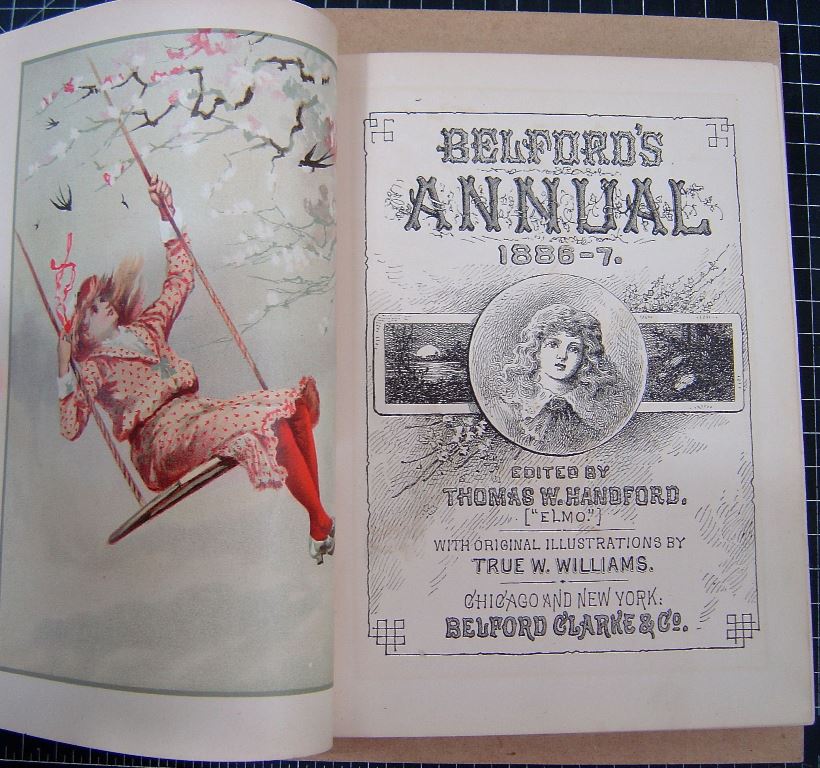 BELFORD'S
ANNUAL
1886-7.
EDITED BY
THOMAS W. HANDFORD.
["ELMO."]
WITH ORIGINAL ILLUSTRATIONS BY
TRUE W. WILLIAMS.
CHICAGO AND NEW YORK:
BELFORD CLARKE & Co.